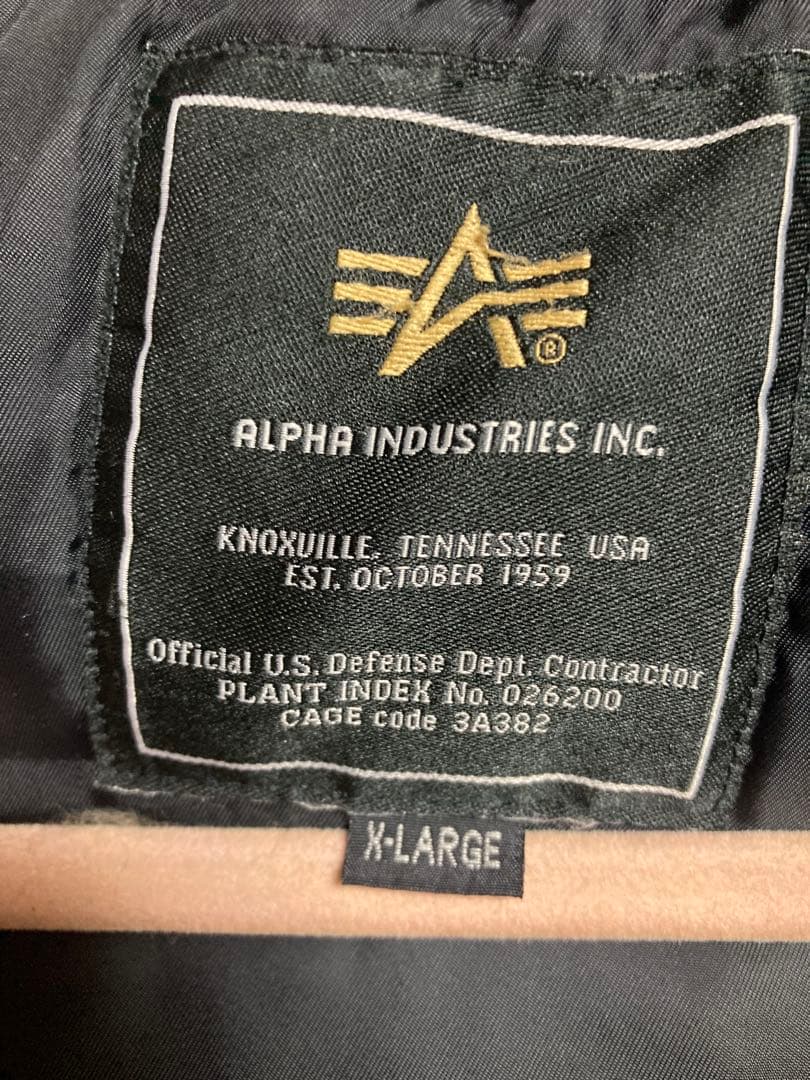 ®
ALPHA INDUSTRIES INC.
KNOXVILLE, TENNESSEE USA
EST. OCTOBER 1959
Official U.S. Defense Dept. Contractor
PLANT INDEX No. 026200
CAGE code 3A382
X-LARGE